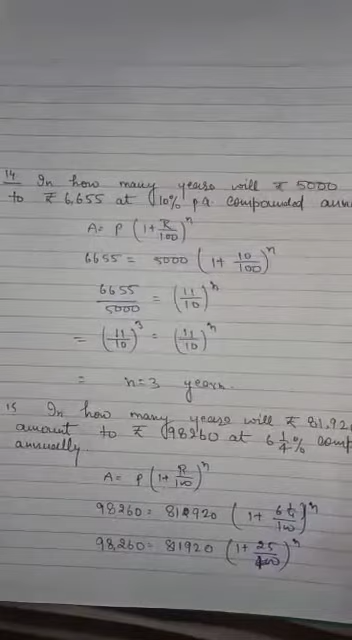 14 In how many years will ₹ 5000
to ₹ 6,655 at 10% p.a. compounded
A = P (1 + R/100)^n
6655 = 5000 (1 + 10/100)^n
6655/5000 = (11/10)^n
= (11/10)^3 = (11/10)^n
= n=3 years.
15 In how many years will ₹ 81,920
amount to ₹ 98260 at 6 1/4 % comp
annually.
A = P (1 + R/100)^n
98260 = 81920 (1 + 6 1/4/100)^n
98,260 = 81920 (1 + 25/400)^n